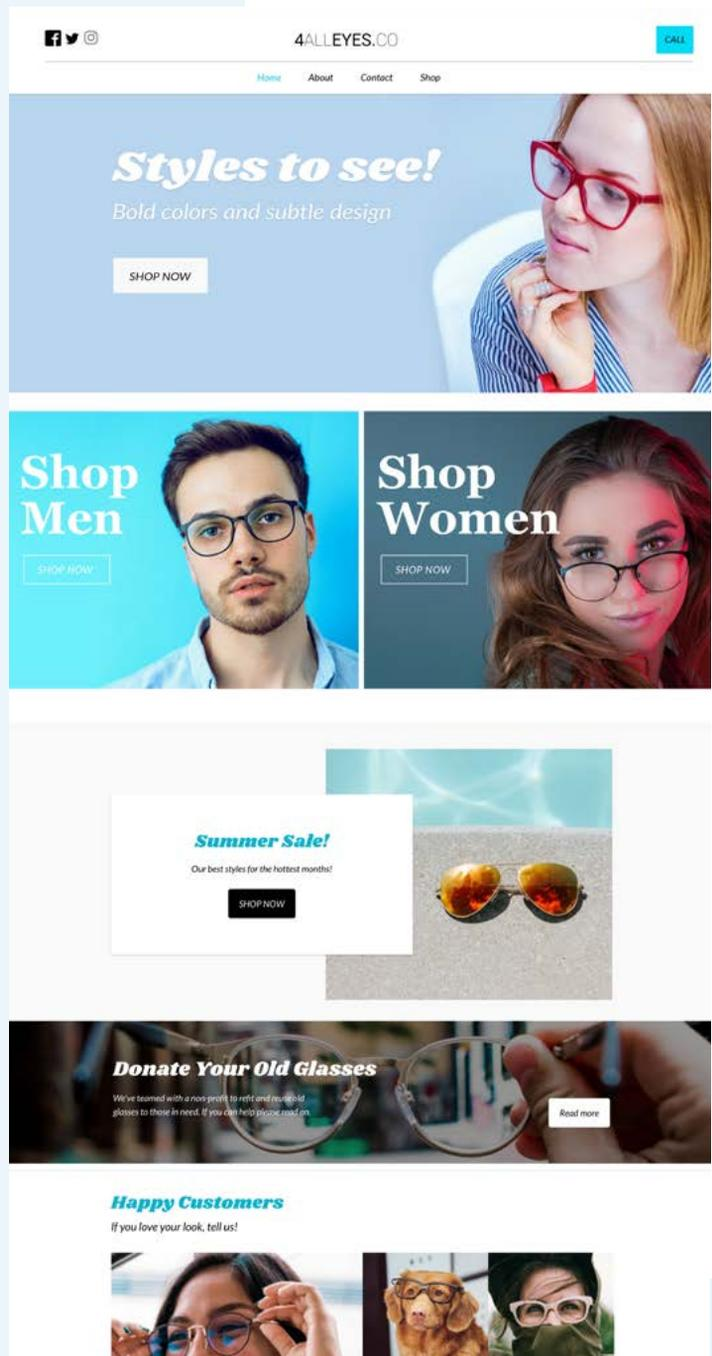 4ALLEYES.CO
CALL
Home About Contact Shop
Styles to see!
Bold colors and subtle design
SHOP NOW
Shop
Men
SHOP NOW
Shop
Women
SHOP NOW
Summer Sale!
Our best styles for the hottest months!
SHOP NOW
Donate Your Old Glasses
We've teamed with a non-profit to refit and reuse old
glasses to those in need. If you can help please read on.
Read more
Happy Customers
If you love your look, tell us!